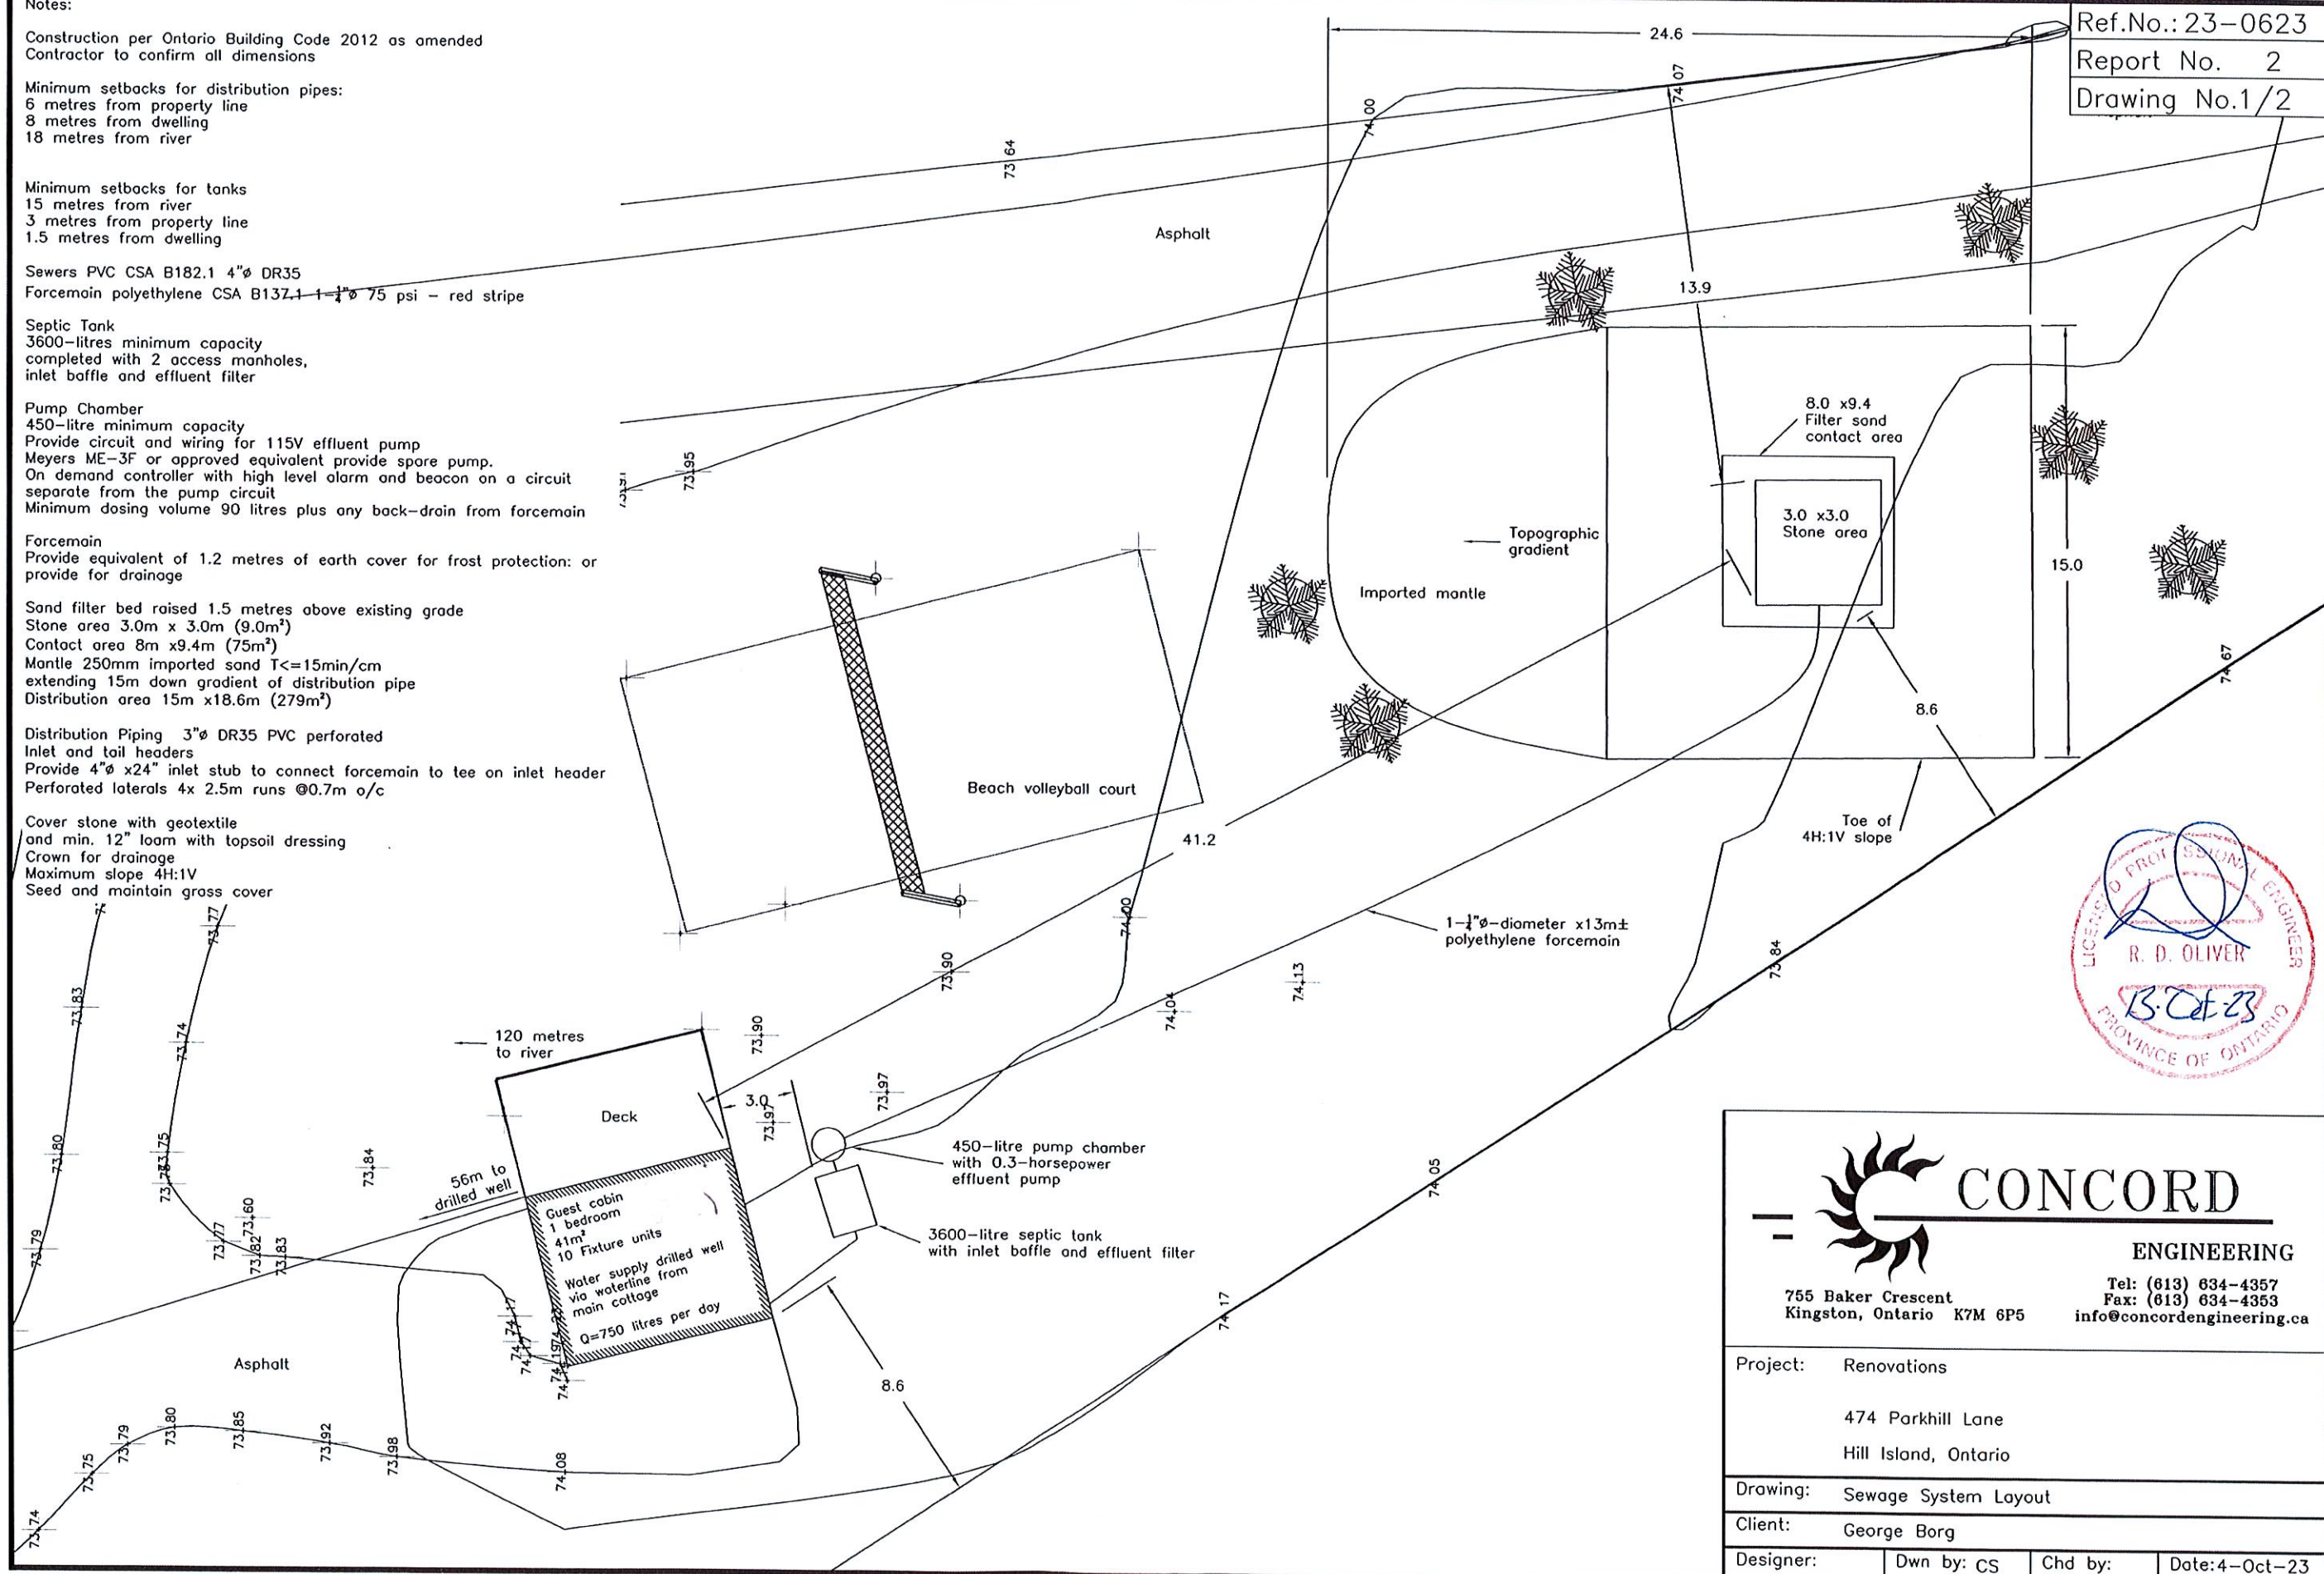 Notes:
Construction per Ontario Building Code 2012 as amended
Contractor to confirm all dimensions
Minimum setbacks for distribution pipes:
6 metres from property line
8 metres from dwelling
18 metres from river
Minimum setbacks for tanks
15 metres from river
3 metres from property line
1.5 metres from dwelling
Sewers PVC CSA B182.1 4"ø DR35
Forcemain polyethylene CSA B137.1 1-¼"ø 75 psi – red stripe
Septic Tank
3600-litres minimum capacity
completed with 2 access manholes,
inlet baffle and effluent filter
Pump Chamber
450-litre minimum capacity
Provide circuit and wiring for 115V effluent pump
Meyers ME-3F or approved equivalent provide spare pump.
On demand controller with high level alarm and beacon on a circuit
separate from the pump circuit
Minimum dosing volume 90 litres plus any back-drain from forcemain
Forcemain
Provide equivalent of 1.2 metres of earth cover for frost protection: or
provide for drainage
Sand filter bed raised 1.5 metres above existing grade
Stone area 3.0m x 3.0m (9.0m²)
Contact area 8m x9.4m (75m²)
Mantle 250mm imported sand T<=15min/cm
extending 15m down gradient of distribution pipe
Distribution area 15m x18.6m (279m²)
Distribution Piping 3"ø DR35 PVC perforated
Inlet and tail headers
Provide 4"ø x24" inlet stub to connect forcemain to tee on inlet header
Perforated laterals 4x 2.5m runs @0.7m o/c
Cover stone with geotextile
and min. 12" loam with topsoil dressing
Crown for drainage
Maximum slope 4H:1V
Seed and maintain grass cover
Ref.No.: 23-0623
Report No. 2
Drawing No.1/2
24.6
74.07
74.00
73.64
Asphalt
13.9
73.95
8.0 x9.4
Filter sand
contact area
3.0 x3.0
Stone area
15.0
Topographic
gradient
Imported mantle
74.67
8.6
Beach volleyball court
Toe of
4H:1V slope
41.2
74.00
1-¼"ø-diameter x13m±
polyethylene forcemain
73.90
74.13
74.04
73.84
73.77
73.83
73.74
120 metres
to river
73.90
Deck
3.0
73.97
73.97
450-litre pump chamber
with 0.3-horsepower
effluent pump
3600-litre septic tank
with inlet baffle and effluent filter
73.80
73.75
73.84
56m to
drilled well
74.05
Guest cabin
1 bedroom
41m²
10 Fixture units
Water supply drilled well
via waterline from
main cottage
Q=750 litres per day
73.79
73.77
73.60
73.82
73.83
74.17
74.17
Asphalt
8.6
73.80
73.79
73.85
73.92
73.98
74.08
73.75
73.74
LICENSED PROFESSIONAL ENGINEER
R. D. OLIVER
13-Oct-23
PROVINCE OF ONTARIO
CONCORD
ENGINEERING
755 Baker Crescent
Kingston, Ontario K7M 6P5
Tel: (613) 634-4357
Fax: (613) 634-4353
info@concordengineering.ca
Project: Renovations
474 Parkhill Lane
Hill Island, Ontario
Drawing: Sewage System Layout
Client: George Borg
Designer:
Dwn by: CS
Chd by:
Date:4-Oct-23